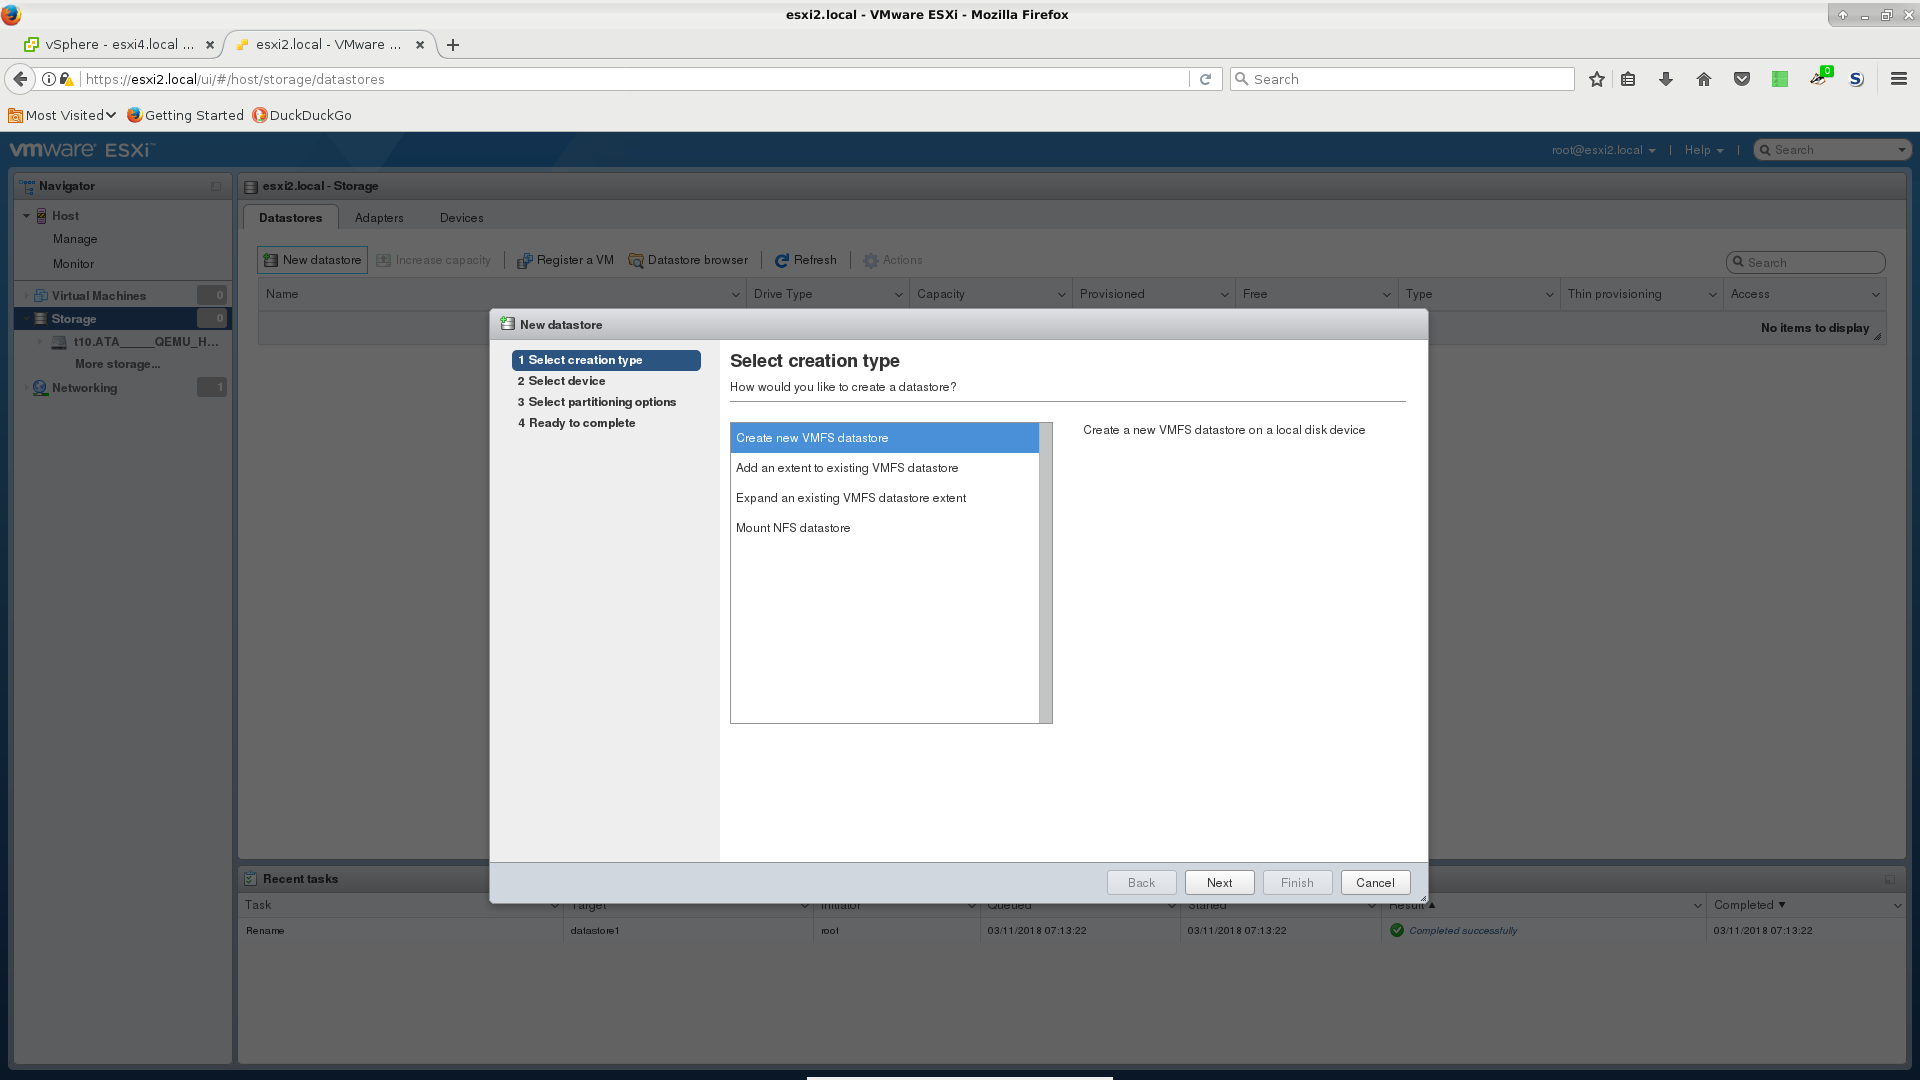 esxi2.local - VMware ESXi - Mozilla Firefox
vSphere - esxi4.local ...
esxi2.local - VMware ...
https://esxi2.local/ui/#/host/storage/datastores
Search
0
S
Most Visited
Getting Started
DuckDuckGo
vmware ESXi™
root@esxi2.local
| Help |
Search
Navigator
esxi2.local - Storage
Host
Manage
Monitor
Virtual Machines 0
Storage 0
t10.ATA_____QEMU_H...
More storage...
Networking 1
Datastores
Adapters
Devices
New datastore
Increase capacity
Register a VM
Datastore browser
Refresh
Actions
Search
Name
Drive Type
Capacity
Provisioned
Free
Type
Thin provisioning
Access
No items to display
New datastore
1 Select creation type
2 Select device
3 Select partitioning options
4 Ready to complete
Select creation type
How would you like to create a datastore?
Create new VMFS datastore
Add an extent to existing VMFS datastore
Expand an existing VMFS datastore extent
Mount NFS datastore
Create a new VMFS datastore on a local disk device
Back
Next
Finish
Cancel
Recent tasks
Task
Target
Initiator
Queued
Started
Result
Completed
Rename
datastore1
root
03/11/2018 07:13:22
03/11/2018 07:13:22
Completed successfully
03/11/2018 07:13:22